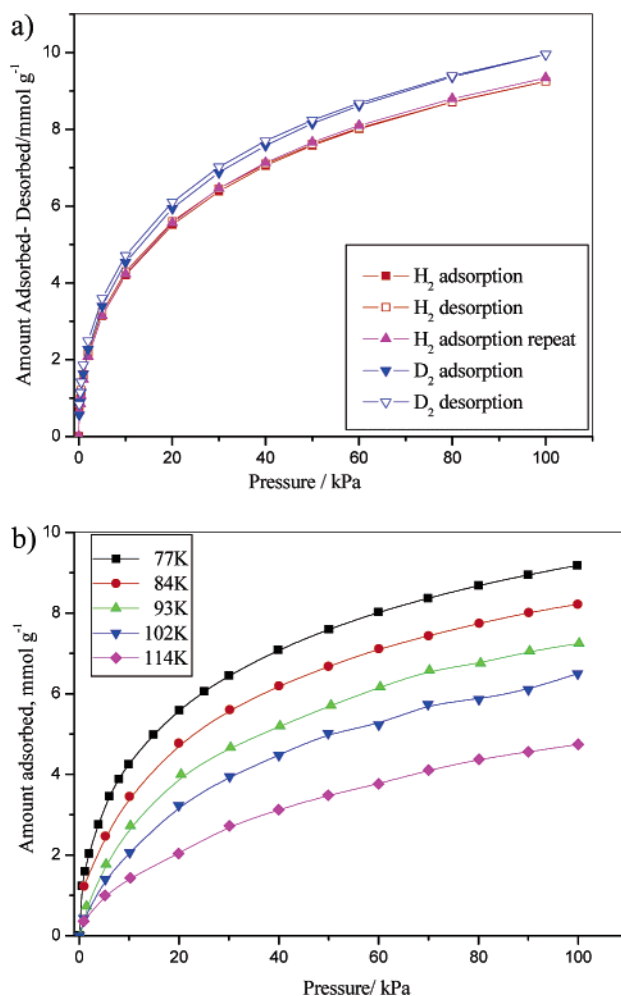 a)
Amount Adsorbed- Desorbed/mmol g⁻¹
10
8
6
4
2
0
H₂ adsorption
H₂ desorption
H₂ adsorption repeat
D₂ adsorption
D₂ desorption
0 20 40 60 80 100
Pressure / kPa
b)
Amount adsorbed, mmol g⁻¹
10
8
6
4
2
0
77K
84K
93K
102K
114K
0 20 40 60 80 100
Pressure/ kPa